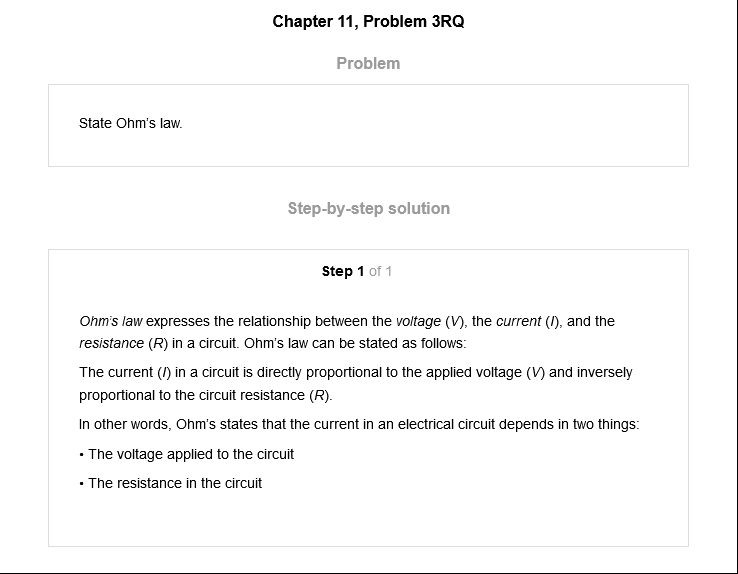 Chapter 11, Problem 3RQ
Problem
State Ohm's law.
Step-by-step solution
Step 1 of 1
Ohm's law expresses the relationship between the voltage (V), the current (I), and the
resistance (R) in a circuit. Ohm's law can be stated as follows:
The current (I) in a circuit is directly proportional to the applied voltage (V) and inversely
proportional to the circuit resistance (R).
In other words, Ohm's states that the current in an electrical circuit depends in two things:
• The voltage applied to the circuit
• The resistance in the circuit